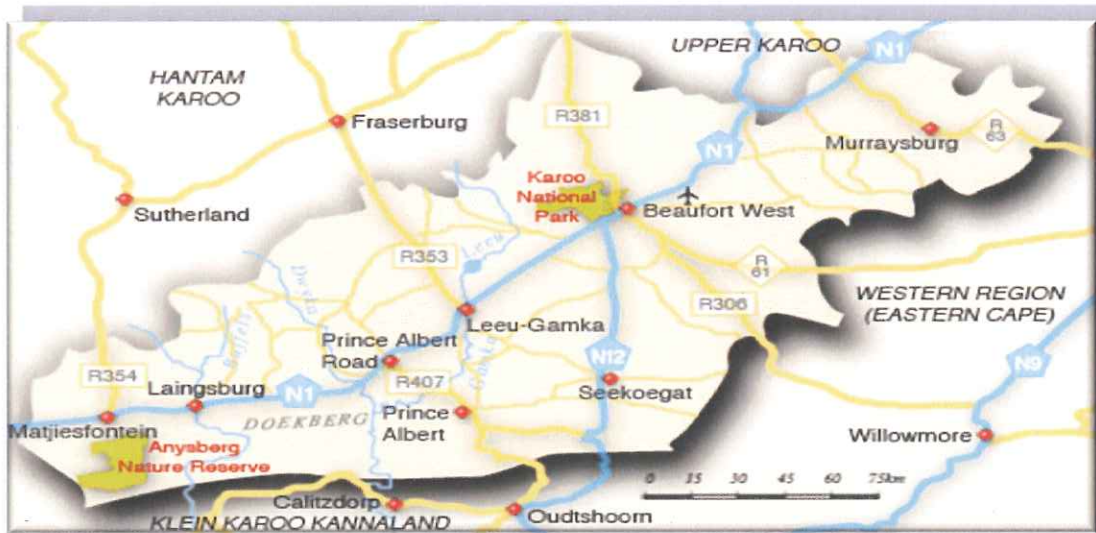 UPPER KAROO
N1
HANTAM
KAROO
R381
Fraserburg
N1
Murraysburg
R
63
Karoo
National
Park
Sutherland
Beaufort West
Leeu
R353
R
61
Dwyka
R306
WESTERN REGION
(EASTERN CAPE)
Leeu-Gamka
Buffels
Prince Albert
Road
Gamka
N12
N9
R354
R407
Laingsburg
N1
Seekoegat
DOEKBERG
Prince
Albert
Matjiesfontein
Willowmore
Anysberg
Nature Reserve
0 15 30 45 60 75km
Calitzdorp
Oudtshoorn
KLEIN KAROO KANNALAND